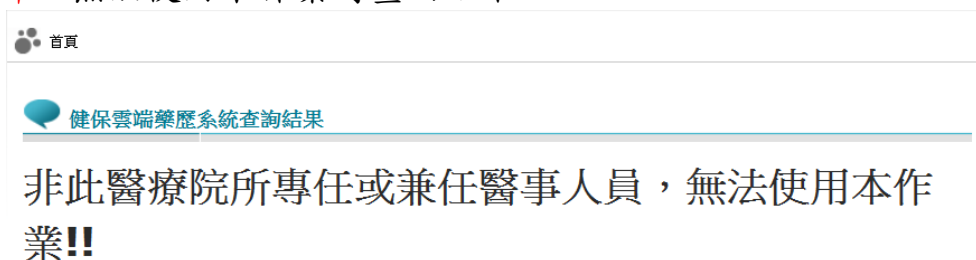 首頁
健保雲端藥歷系統查詢結果
非此醫療院所專任或兼任醫事人員，無法使用本作
業!!